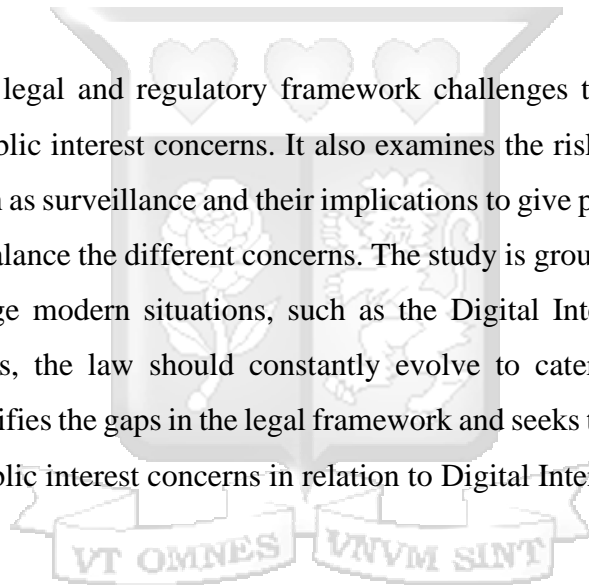 legal and regulatory framework challenges t
blic interest concerns. It also examines the risl
as surveillance and their implications to give p
alance the different concerns. The study is grou
ge modern situations, such as the Digital Int
s, the law should constantly evolve to cater
ifies the gaps in the legal framework and seeks t
blic interest concerns in relation to Digital Inter
VT OMNES VNVM SINT